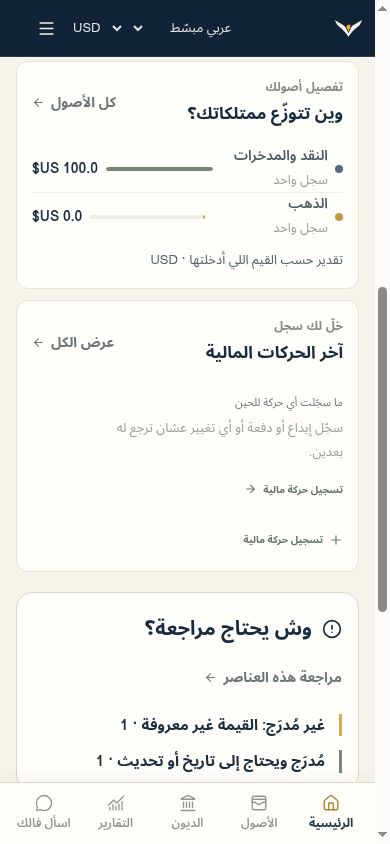 عربي مبسّط
USD
تفصيل أصولك
وين تتوزّع ممتلكاتك؟
كل الأصول ←
النقد والمدخرات
سجل واحد
$US 100.0
الذهب
سجل واحد
$US 0.0
تقدير حسب القيم اللي أدخلتها · USD
خلّ لك سجل
آخر الحركات المالية
عرض الكل ←
ما سجّلت أي حركة للحين
سجّل إيداع أو دفعة أو أي تغيير عشان ترجع له
بعدين.
تسجيل حركة مالية →
+ تسجيل حركة مالية
وش يحتاج مراجعة؟
مراجعة هذه العناصر ←
غير مُدرَج: القيمة غير معروفة · 1
مُدرَج ويحتاج إلى تاريخ أو تحديث · 1
الرئيسية
الأصول
الديون
التقارير
اسأل فالك